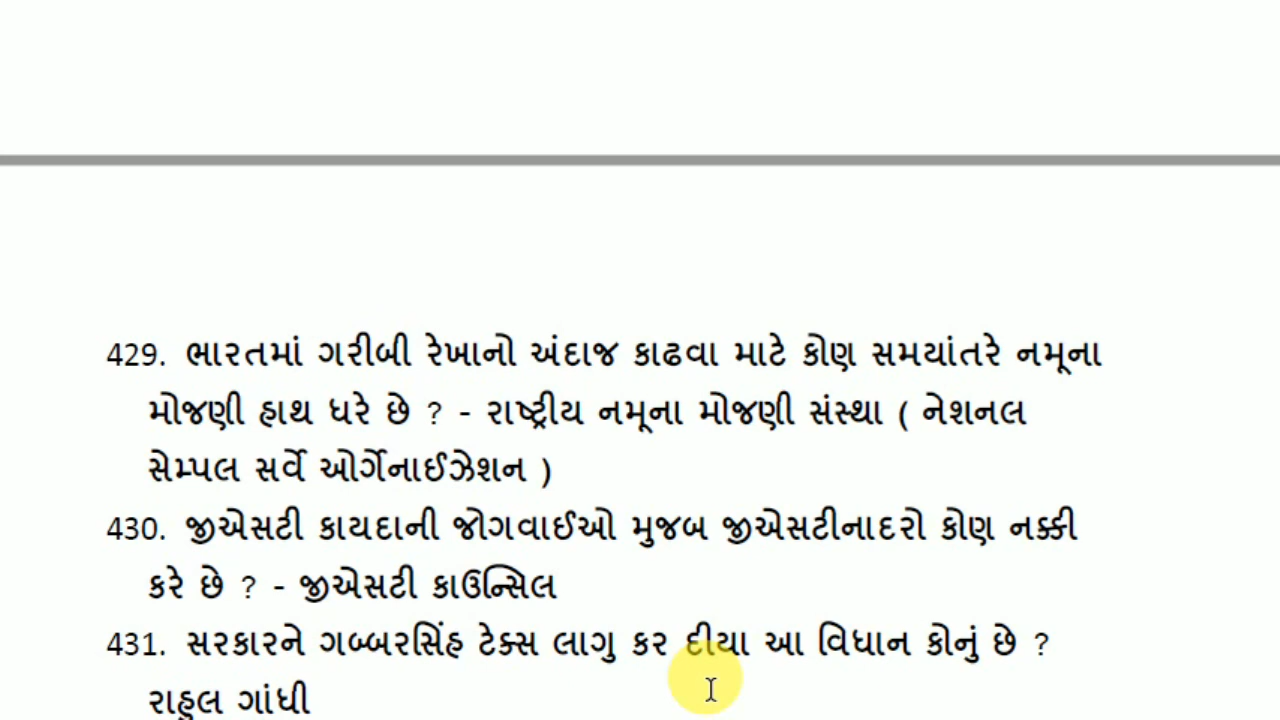 429. ભારતમાં ગરીબી રેખાનો અંદાજ કાઢવા માટે કોણ સમયાંતરે નમૂના
મોજણી હાથ ધરે છે ? - રાષ્ટ્રીય નમૂના મોજણી સંસ્થા ( નેશનલ
સેમ્પલ સર્વે ઓર્ગેનાઈઝેશન )
430. જીએસટી કાયદાની જોગવાઈઓ મુજબ જીએસટીનાદરો કોણ નક્કી
કરે છે ? - જીએસટી કાઉન્સિલ
431. સરકારને ગબ્બરસિંહ ટેક્સ લાગુ કર દીયા આ વિધાન કોનું છે ?
રાહુલ ગાંધી